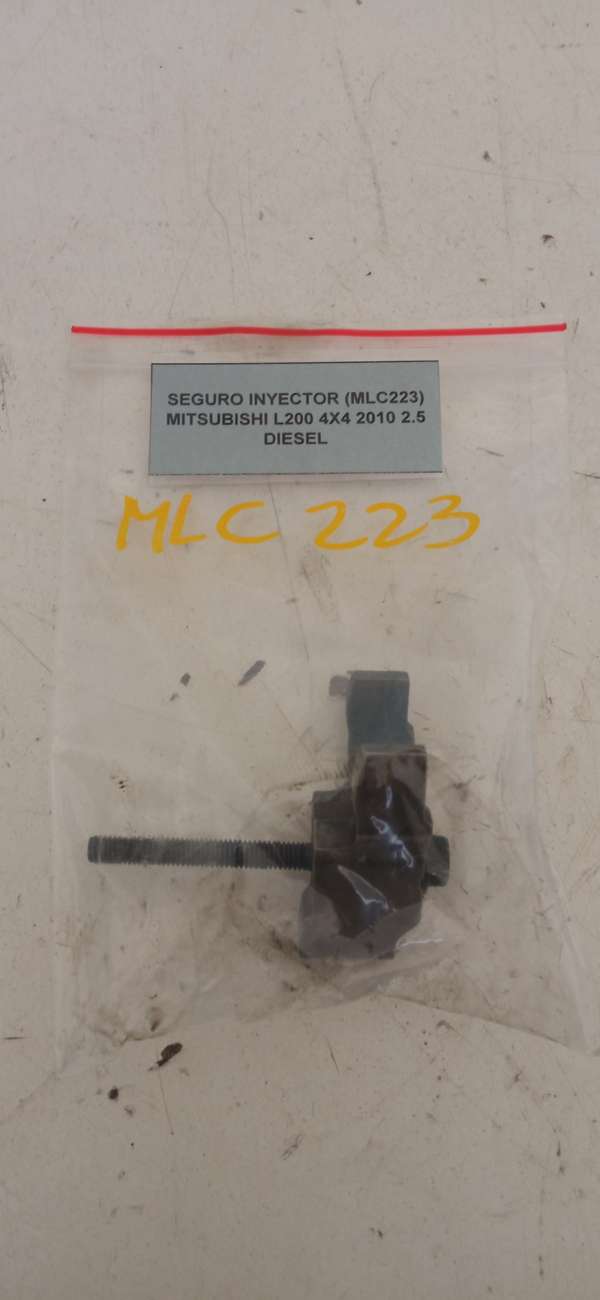 SEGURO INYECTOR (MLC223)
MITSUBISHI L200 4X4 2010 2.5
DIESEL
MLC 223